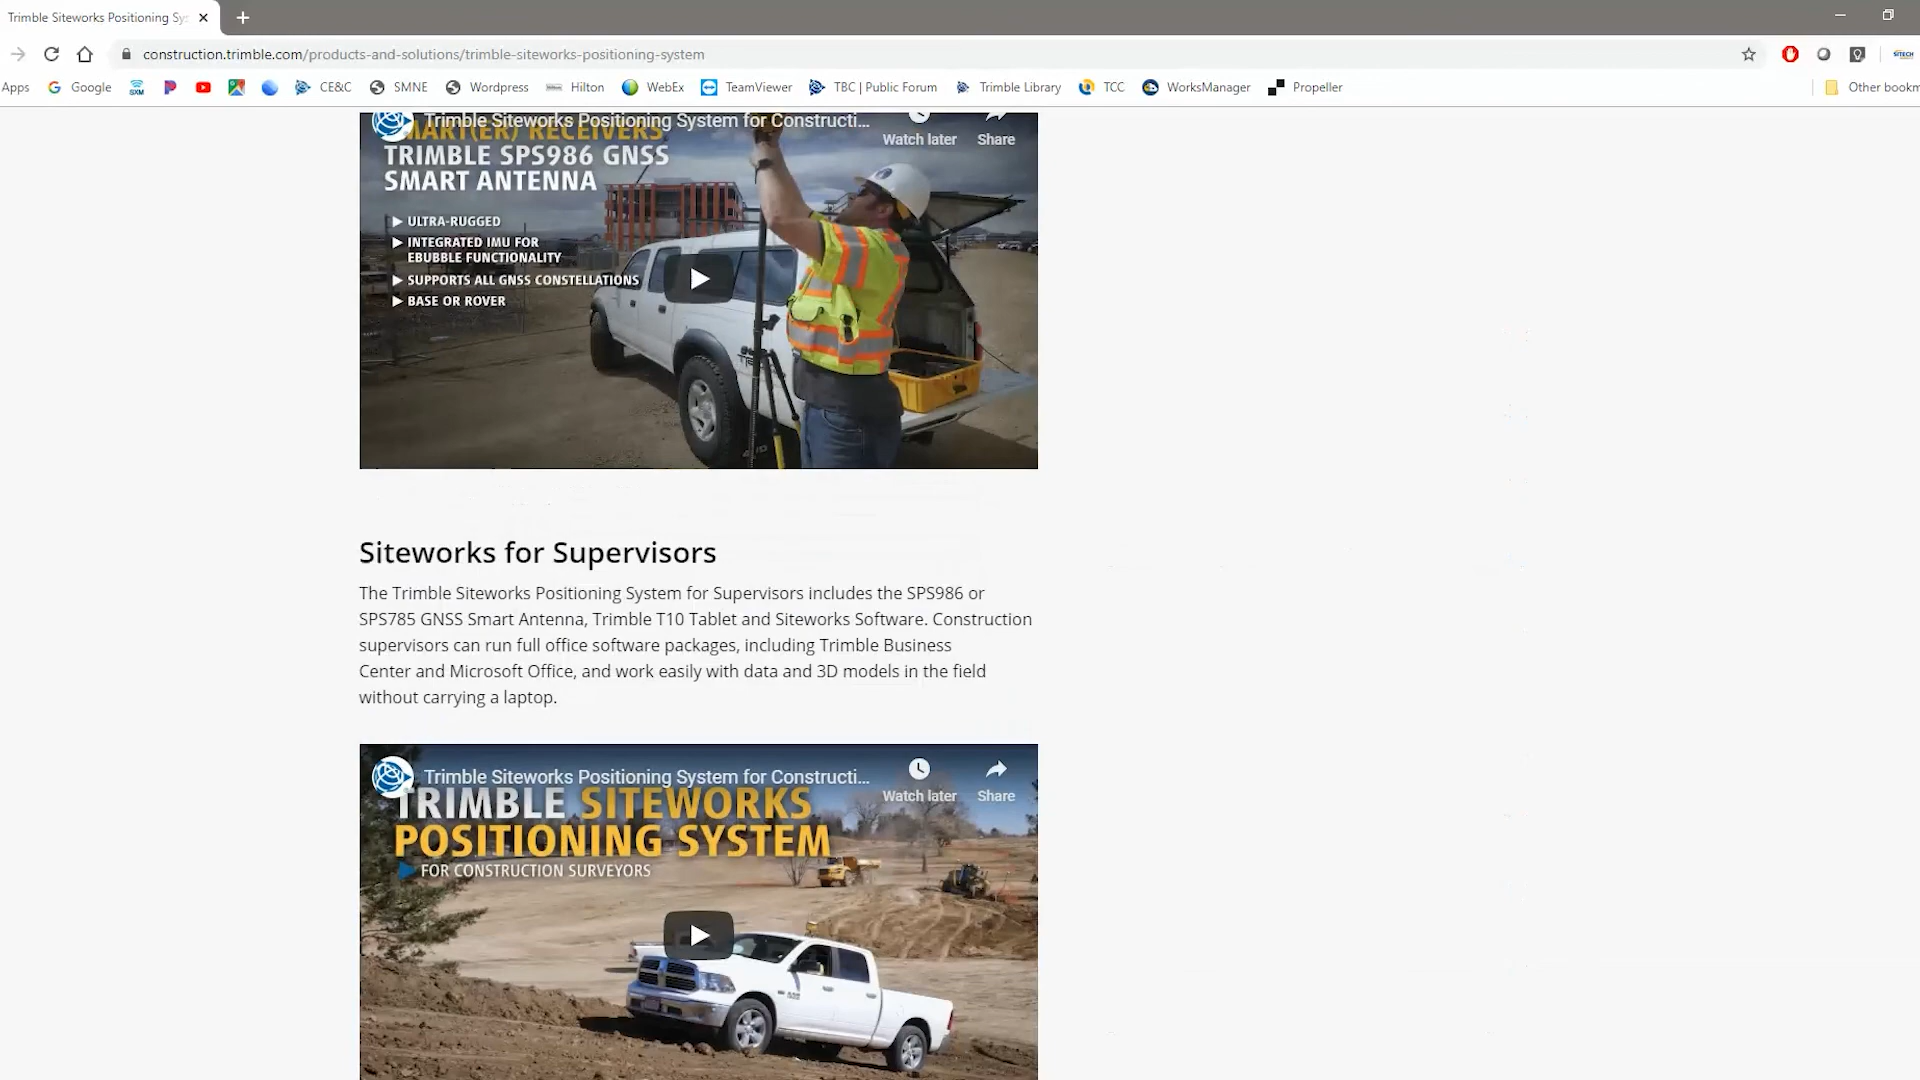 Trimble Siteworks Positioning Sy
construction.trimble.com/products-and-solutions/trimble-siteworks-positioning-system
SITECH
Apps Google SXM CE&C SMNE Wordpress Hilton WebEx TeamViewer TBC | Public Forum Trimble Library TCC WorksManager Propeller Other bookm
Trimble Siteworks Positioning System for Constructi...
Watch later Share
MART(ER) RECEIVERS
TRIMBLE SPS986 GNSS
SMART ANTENNA
▶ ULTRA-RUGGED
▶ INTEGRATED IMU FOR
EBUBBLE FUNCTIONALITY
▶ SUPPORTS ALL GNSS CONSTELLATIONS
▶ BASE OR ROVER
Siteworks for Supervisors
The Trimble Siteworks Positioning System for Supervisors includes the SPS986 or
SPS785 GNSS Smart Antenna, Trimble T10 Tablet and Siteworks Software. Construction
supervisors can run full office software packages, including Trimble Business
Center and Microsoft Office, and work easily with data and 3D models in the field
without carrying a laptop.
Trimble Siteworks Positioning System for Constructi...
Watch later Share
TRIMBLE SITEWORKS
POSITIONING SYSTEM
▶ FOR CONSTRUCTION SURVEYORS